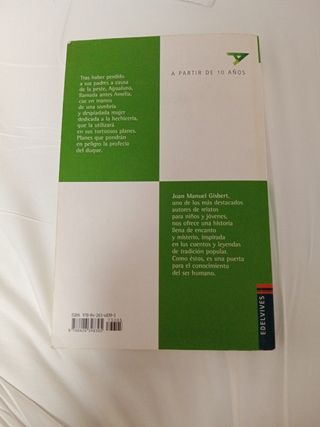 A PARTIR DE 10 AÑOS
Tras haber perdido
a sus padres a causa
de la peste, Agualuna,
llamada antes Amelia,
cae en manos
de una sombría
y despiadada mujer
dedicada a la hechicería,
que la utilizará
en sus tortuosos planes.
Planes que pondrán
en peligro la profecía
del duque.
Joan Manuel Gisbert,
uno de los más destacados
autores de relatos
para niños y jóvenes,
nos ofrece una historia
llena de encanto
y misterio, inspirada
en los cuentos y leyendas
de tradición popular.
Como éstos, es una puerta
para el conocimiento
del ser humano.
EDELVIVES